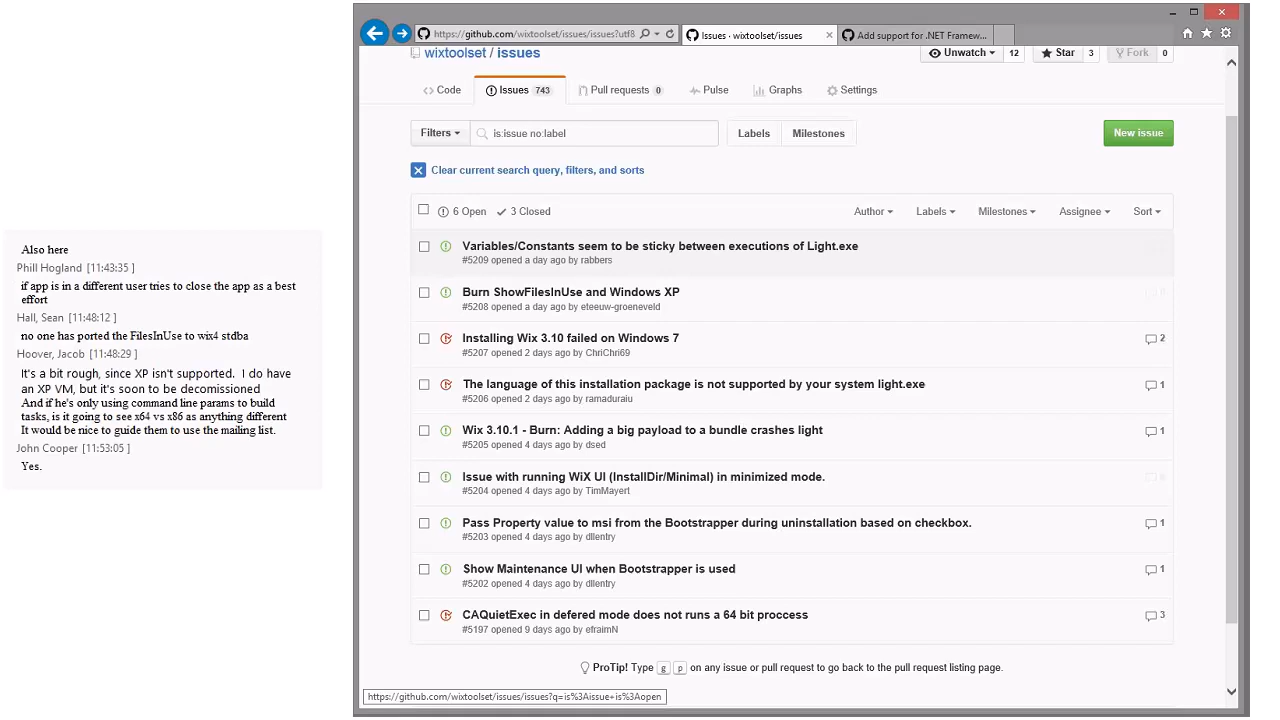 Also here
Phill Hogland [11:43:35 ]
if app is in a different user tries to close the app as a best
effort
Hall, Sean [11:48:12 ]
no one has ported the FilesInUse to wix4 stdba
Hoover, Jacob [11:48:29 ]
It's a bit rough, since XP isn't supported.  I do have
an XP VM, but it's soon to be decomissioned
And if he's only using command line params to build
tasks, is it going to see x64 vs x86 as anything different
It would be nice to guide them to use the mailing list.
John Cooper [11:53:05 ]
Yes.
https://github.com/wixtoolset/issues/issues?utf8
Issues · wixtoolset/issues
Add support for .NET Framew...
wixtoolset / issues
Unwatch 12 Star 3 Fork 0
Code Issues 743 Pull requests 0 Pulse Graphs Settings
Filters is:issue no:label Labels Milestones New issue
Clear current search query, filters, and sorts
6 Open 3 Closed Author Labels Milestones Assignee Sort
Variables/Constants seem to be sticky between executions of Light.exe
#5209 opened a day ago by rabbers
Burn ShowFilesInUse and Windows XP
#5208 opened a day ago by eteeuw-groeneveld
Installing Wix 3.10 failed on Windows 7 2
#5207 opened 2 days ago by ChriChri69
The language of this installation package is not supported by your system light.exe 1
#5206 opened 2 days ago by ramaduraiu
Wix 3.10.1 - Burn: Adding a big payload to a bundle crashes light 1
#5205 opened 4 days ago by dsed
Issue with running WiX UI (InstallDir/Minimal) in minimized mode.
#5204 opened 4 days ago by TimMayert
Pass Property value to msi from the Bootstrapper during uninstallation based on checkbox. 1
#5203 opened 4 days ago by dllentry
Show Maintenance UI when Bootstrapper is used 1
#5202 opened 4 days ago by dllentry
CAQuietExec in defered mode does not runs a 64 bit proccess 3
#5197 opened 9 days ago by efraimN
ProTip! Type g p on any issue or pull request to go back to the pull request listing page.
https://github.com/wixtoolset/issues/issues?q=is%3Aissue+is%3Aopen